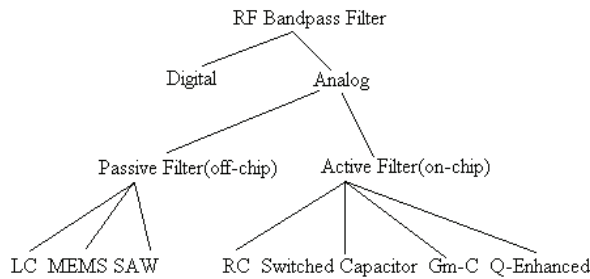 RF Bandpass Filter
Digital Analog
Passive Filter(off-chip) Active Filter(on-chip)
LC MEMS SAW RC Switched Capacitor Gm-C Q-Enhanced